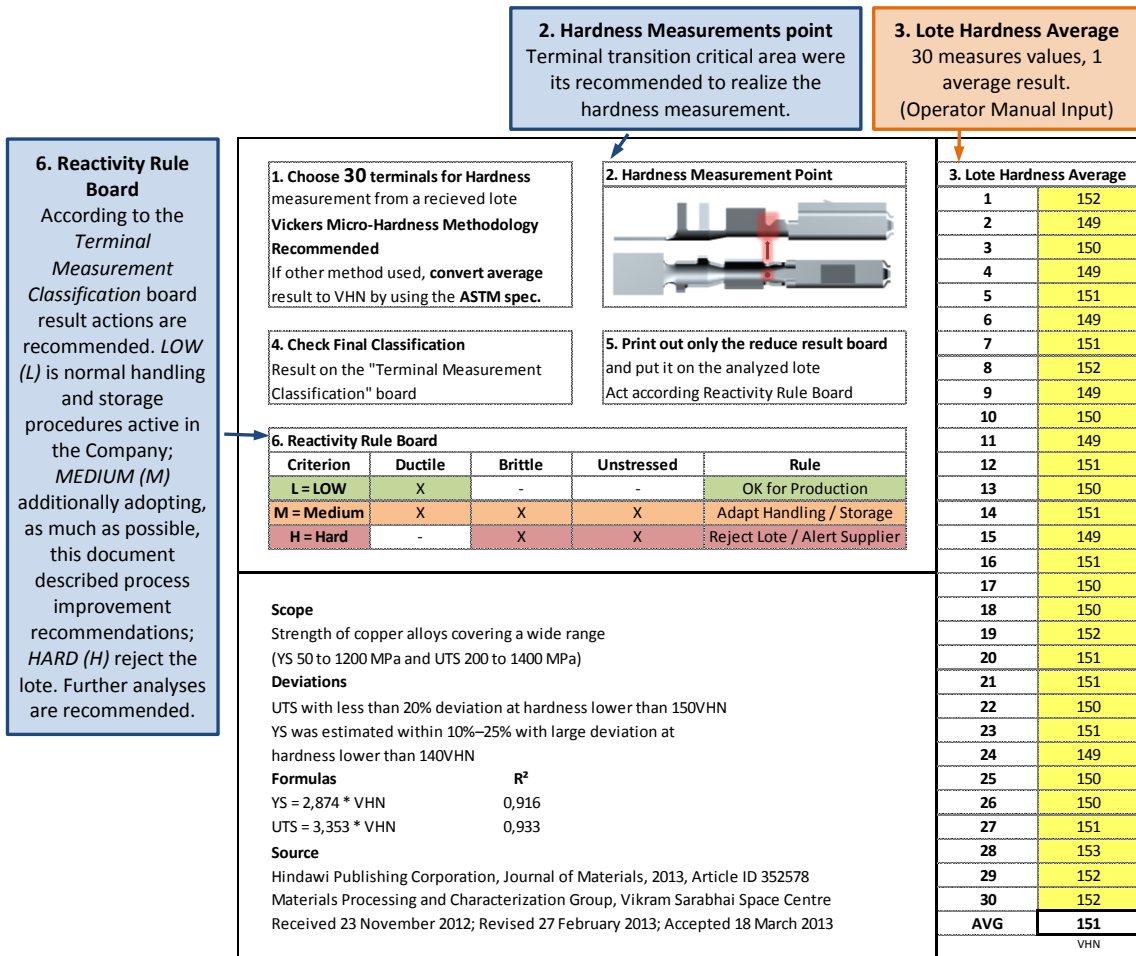 2. Hardness Measurements point
Terminal transition critical area were
its recommended to realize the
hardness measurement.
3. Lote Hardness Average
30 measures values, 1
average result.
(Operator Manual Input)
6. Reactivity Rule
Board
According to the
Terminal
Measurement
Classification board
result actions are
recommended. LOW
(L) is normal handling
and storage
procedures active in
the Company;
MEDIUM (M)
additionally adopting,
as much as possible,
this document
described process
improvement
recommendations;
HARD (H) reject the
lote. Further analyses
are recommended.
1. Choose 30 terminals for Hardness
measurement from a recieved lote
Vickers Micro-Hardness Methodology
Recommended
If other method used, convert average
result to VHN by using the ASTM spec.
2. Hardness Measurement Point
4. Check Final Classification
Result on the "Terminal Measurement
Classification" board
5. Print out only the reduce result board
and put it on the analyzed lote
Act according Reactivity Rule Board
6. Reactivity Rule Board
Criterion Ductile Brittle Unstressed Rule
L = LOW X - - OK for Production
M = Medium X X X Adapt Handling / Storage
H = Hard - X X Reject Lote / Alert Supplier
Scope
Strength of copper alloys covering a wide range
(YS 50 to 1200 MPa and UTS 200 to 1400 MPa)
Deviations
UTS with less than 20% deviation at hardness lower than 150VHN
YS was estimated within 10%–25% with large deviation at
hardness lower than 140VHN
Formulas R²
YS = 2,874 * VHN 0,916
UTS = 3,353 * VHN 0,933
Source
Hindawi Publishing Corporation, Journal of Materials, 2013, Article ID 352578
Materials Processing and Characterization Group, Vikram Sarabhai Space Centre
Received 23 November 2012; Revised 27 February 2013; Accepted 18 March 2013
3. Lote Hardness Average
1 152
2 149
3 150
4 149
5 151
6 149
7 151
8 152
9 149
10 150
11 149
12 151
13 150
14 151
15 149
16 151
17 150
18 150
19 152
20 151
21 151
22 150
23 151
24 149
25 150
26 150
27 151
28 153
29 152
30 152
AVG 151
VHN